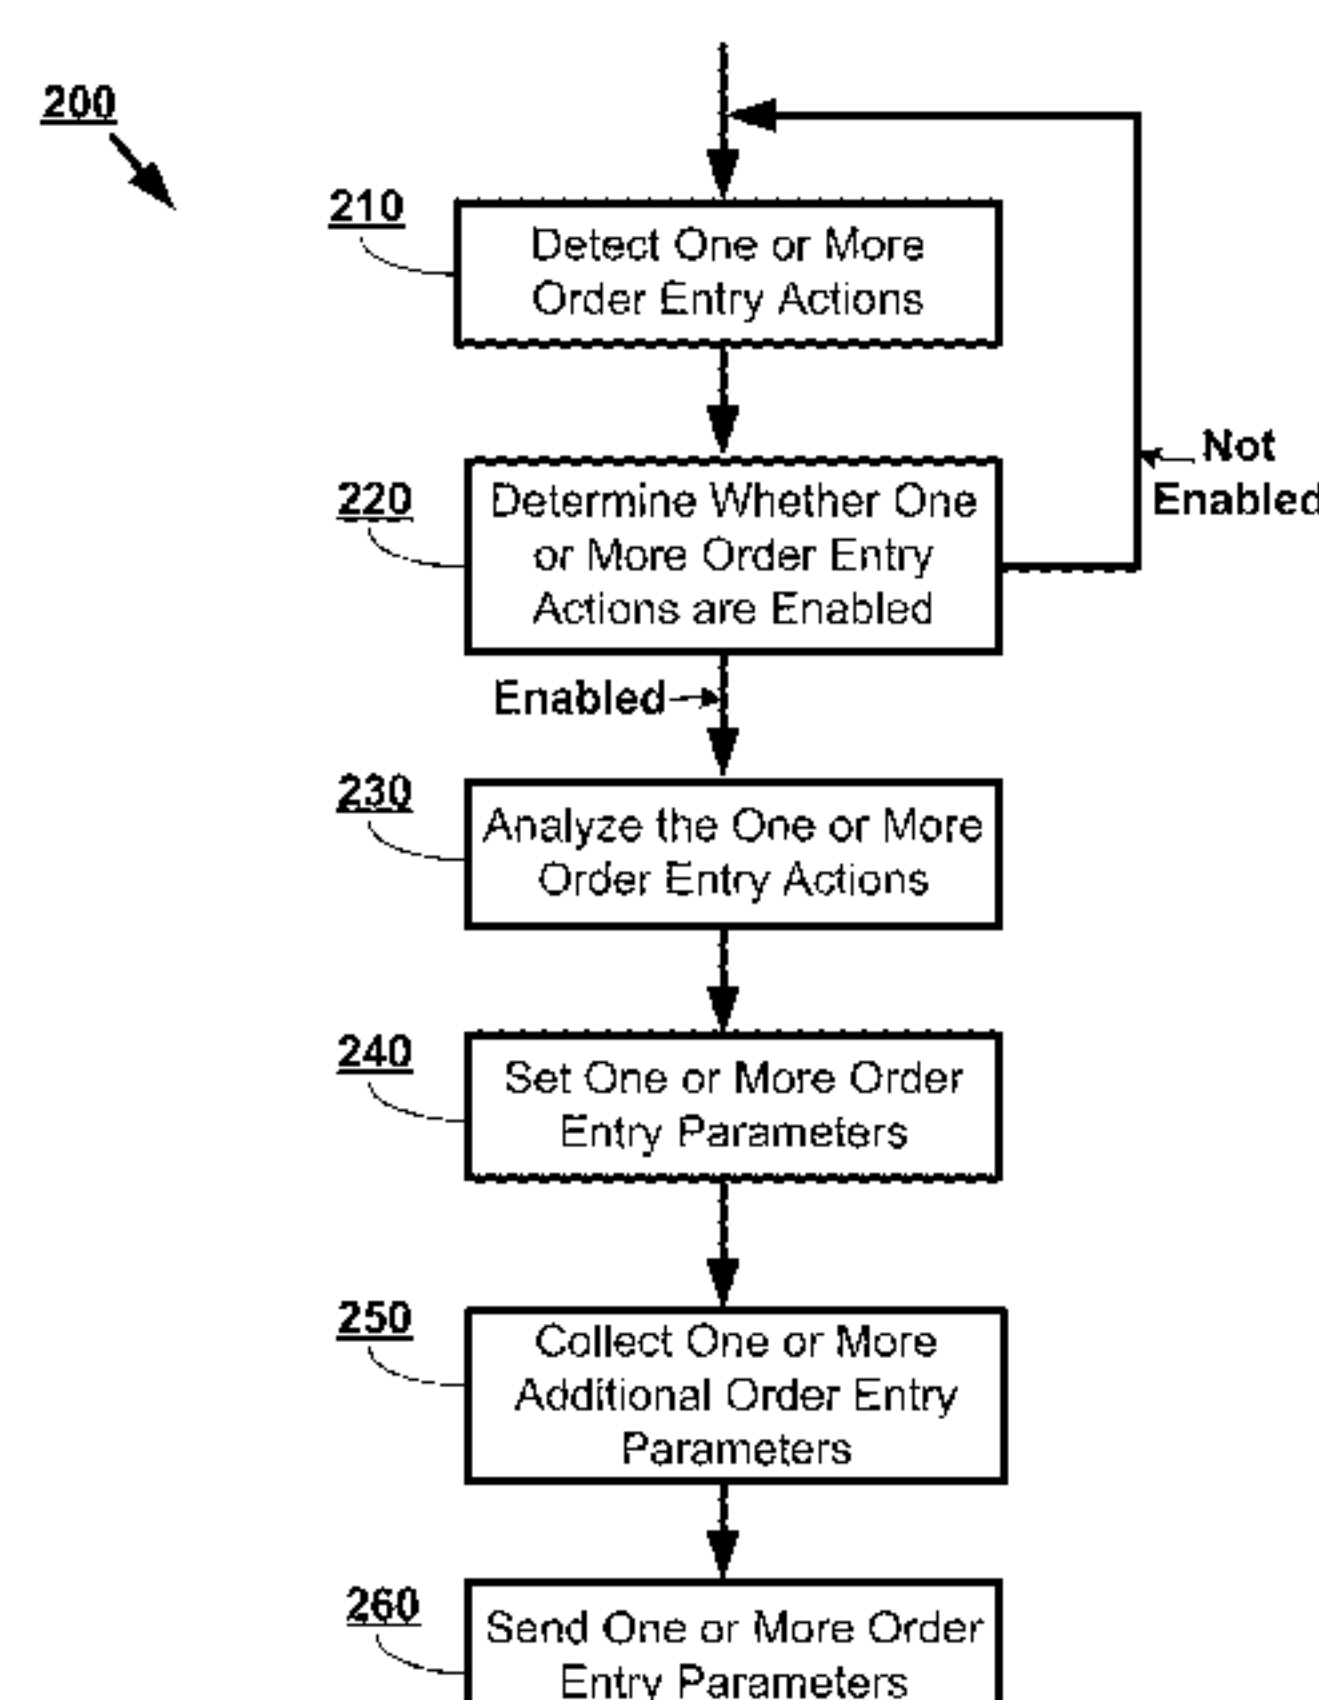 200
210
Detect One or More
Order Entry Actions
220
Determine Whether One
or More Order Entry
Actions are Enabled
Not
Enabled
Enabled
230
Analyze the One or More
Order Entry Actions
240
Set One or More Order
Entry Parameters
250
Collect One or More
Additional Order Entry
Parameters
260
Send One or More Order
Entry Parameters